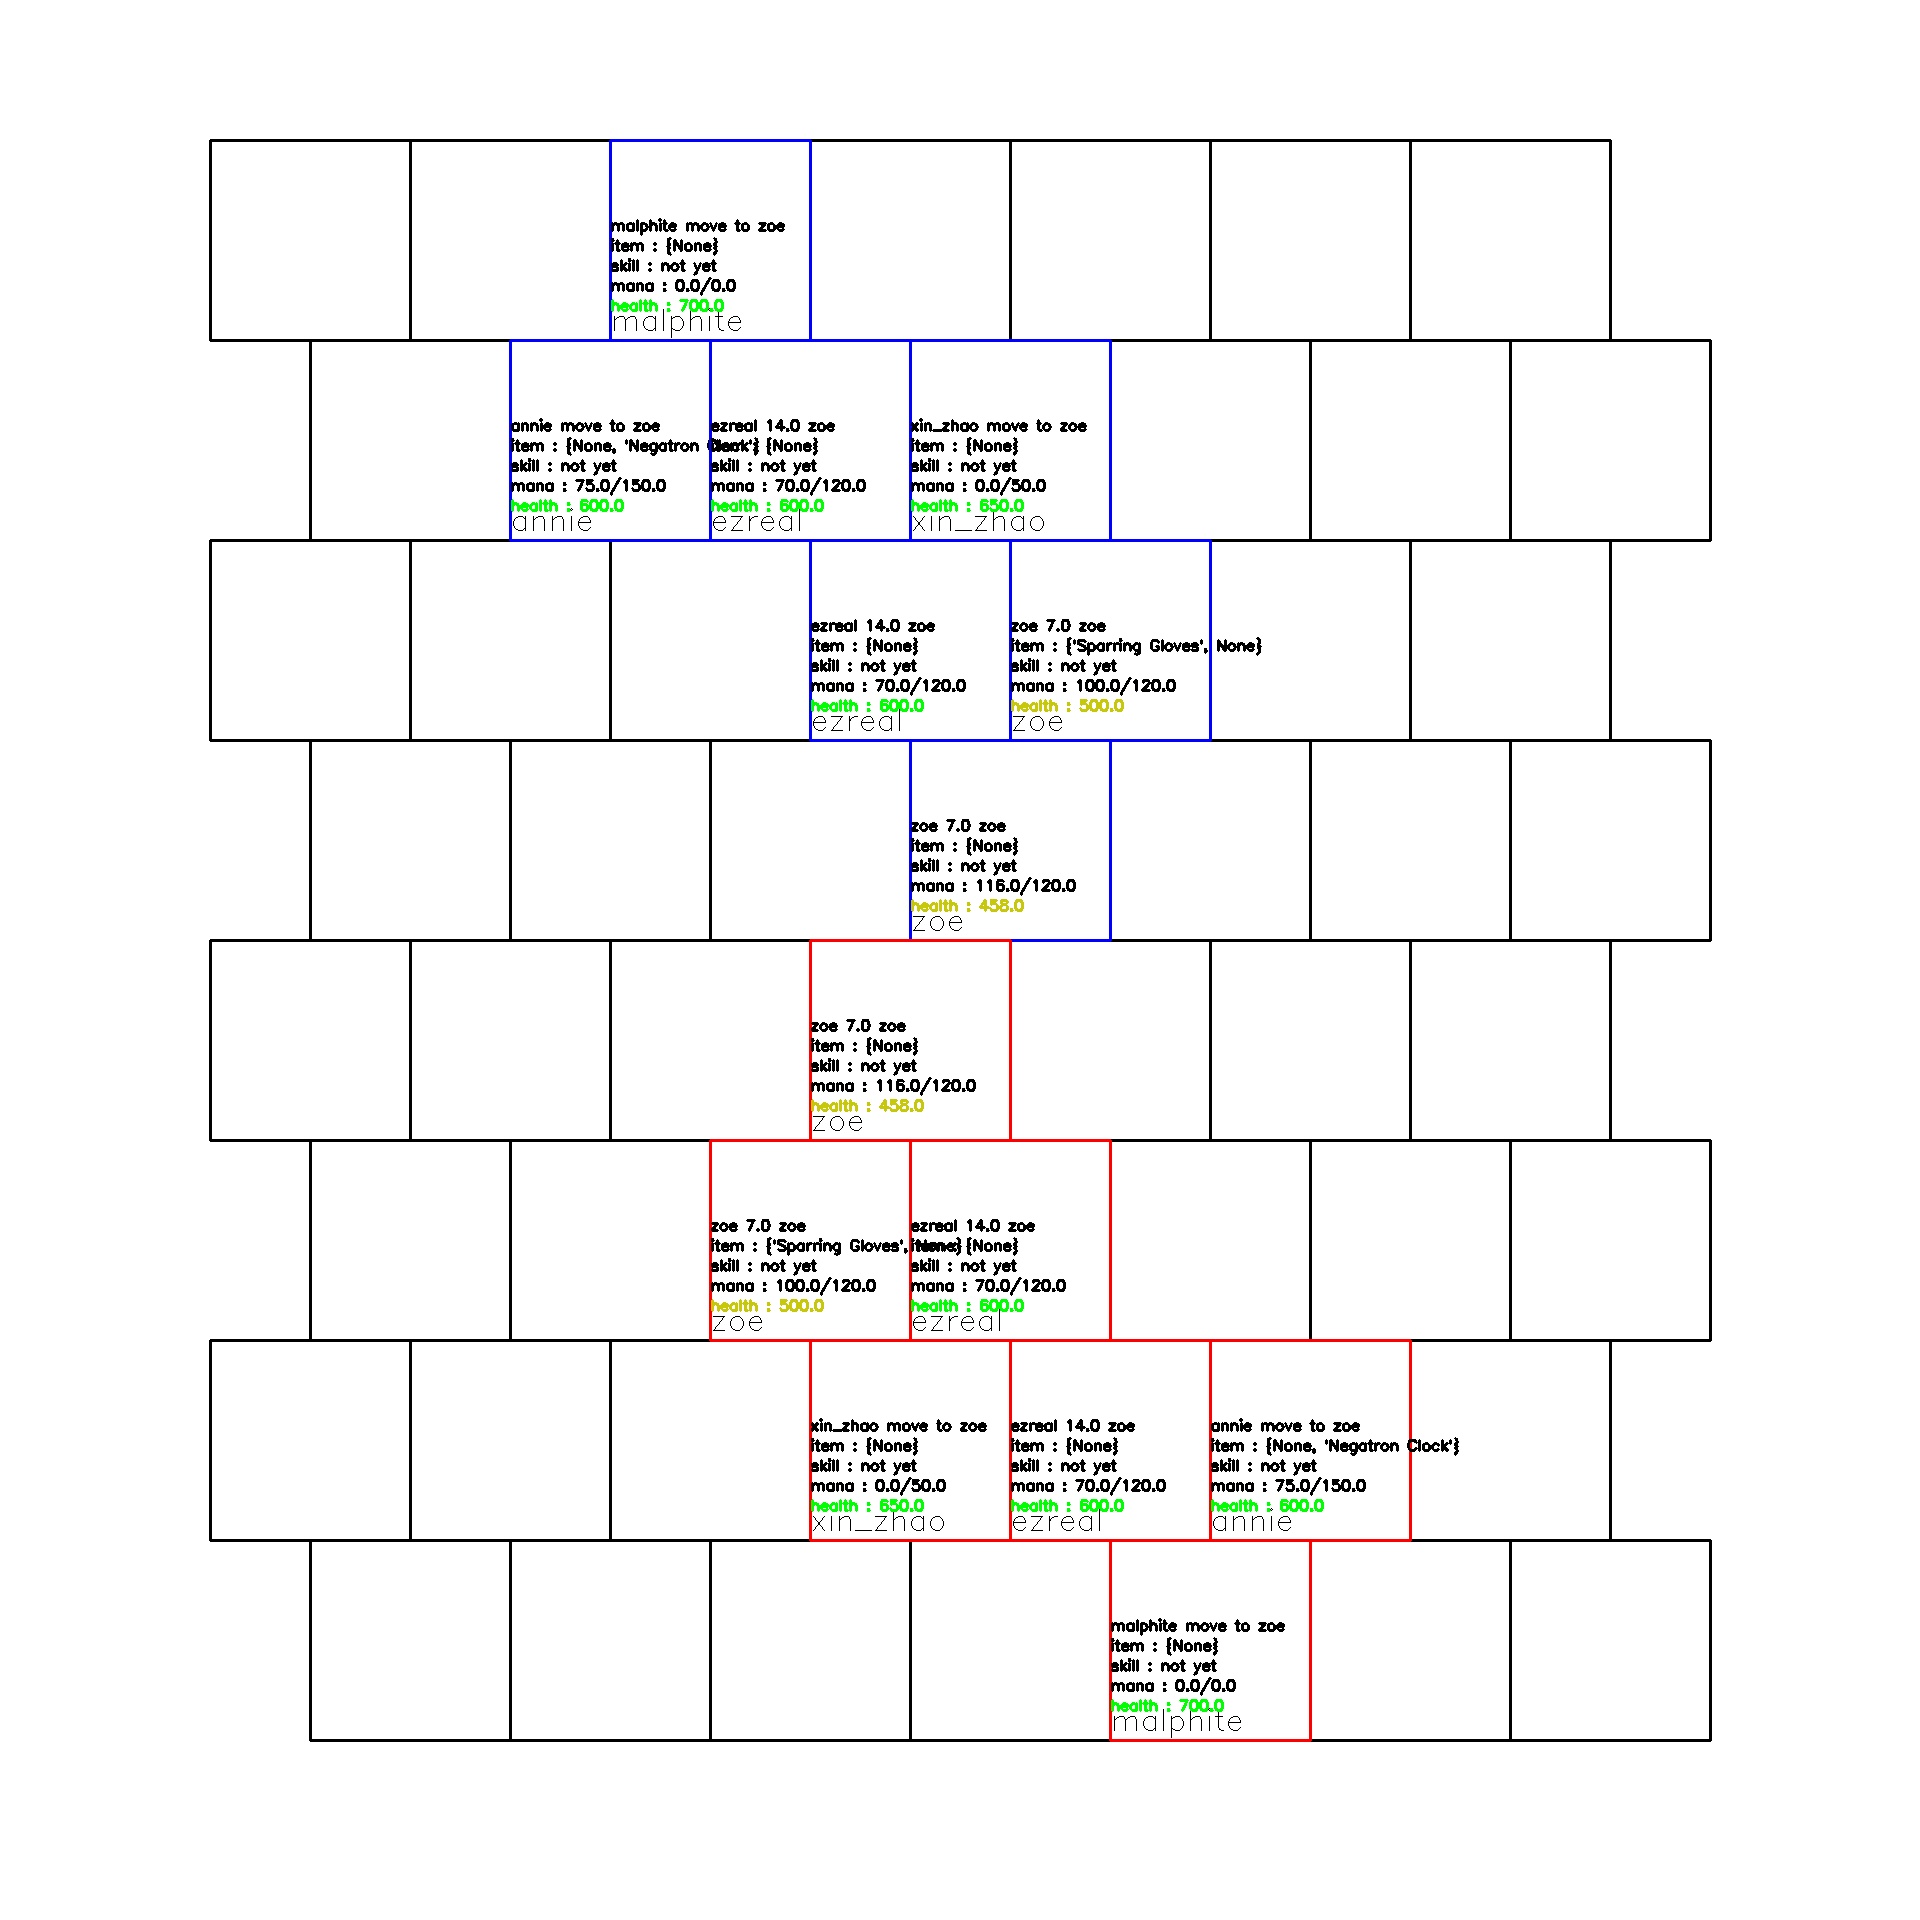 malphite move to zoe
item : {None}
skill : not yet
mana : 0.0/0.0
health : 700.0
malphite
annie move to zoe
item : {None, 'Negatron Clock'}
skill : not yet
mana : 75.0/150.0
health : 600.0
annie
ezreal 14.0 zoe
item : {None}
skill : not yet
mana : 70.0/120.0
health : 600.0
ezreal
xin_zhao move to zoe
item : {None}
skill : not yet
mana : 0.0/50.0
health : 650.0
xin_zhao
ezreal 14.0 zoe
item : {None}
skill : not yet
mana : 70.0/120.0
health : 600.0
ezreal
zoe 7.0 zoe
item : {'Sparring Gloves', None}
skill : not yet
mana : 100.0/120.0
health : 500.0
zoe
zoe 7.0 zoe
item : {None}
skill : not yet
mana : 116.0/120.0
health : 458.0
zoe
zoe 7.0 zoe
item : {None}
skill : not yet
mana : 116.0/120.0
health : 458.0
zoe
zoe 7.0 zoe
item : {'Sparring Gloves', None}
skill : not yet
mana : 100.0/120.0
health : 500.0
zoe
ezreal 14.0 zoe
item : {None}
skill : not yet
mana : 70.0/120.0
health : 600.0
ezreal
xin_zhao move to zoe
item : {None}
skill : not yet
mana : 0.0/50.0
health : 650.0
xin_zhao
ezreal 14.0 zoe
item : {None}
skill : not yet
mana : 70.0/120.0
health : 600.0
ezreal
annie move to zoe
item : {None, 'Negatron Clock'}
skill : not yet
mana : 75.0/150.0
health : 600.0
annie
malphite move to zoe
item : {None}
skill : not yet
mana : 0.0/0.0
health : 700.0
malphite